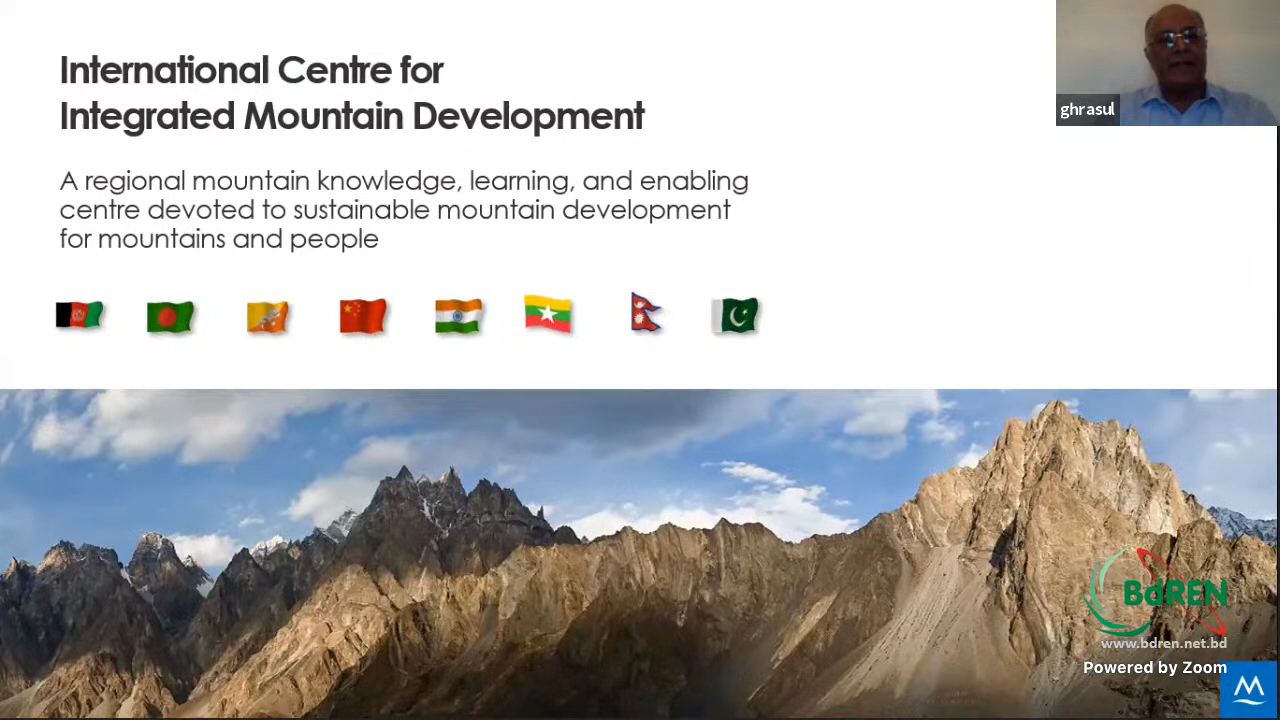 International Centre for
Integrated Mountain Development
A regional mountain knowledge, learning, and enabling
centre devoted to sustainable mountain development
for mountains and people
ghrasul
BdREN
www.bdren.net.bd
Powered by Zoom